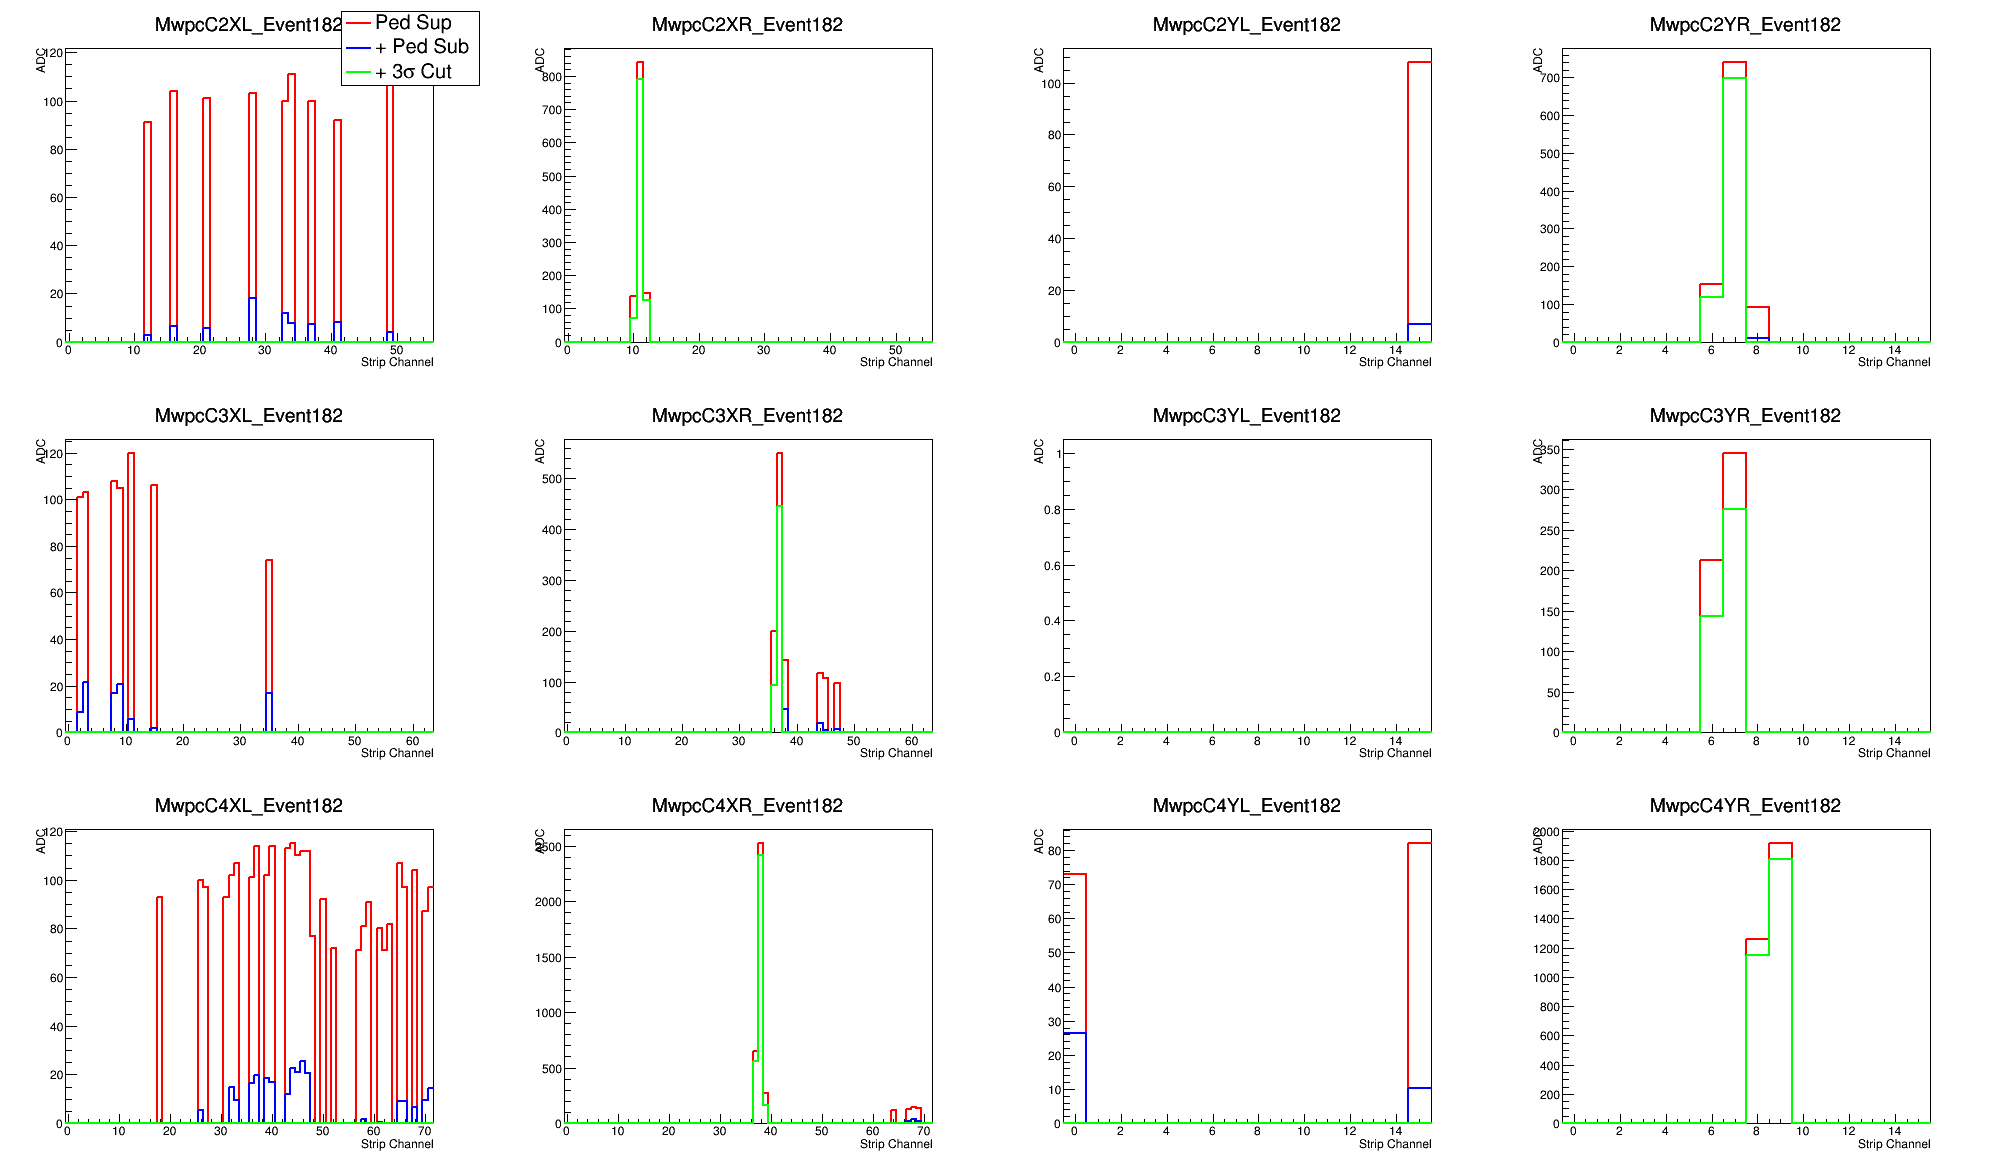 MwpcC2XL_Event182
Ped Sup
+ Ped Sub
+ 3σ Cut
ADC
120
100
80
60
40
20
0
0 10 20 30 40 50
Strip Channel
MwpcC2XR_Event182
ADC
800
700
600
500
400
300
200
100
0
0 10 20 30 40 50
Strip Channel
MwpcC2YL_Event182
ADC
100
80
60
40
20
0
0 2 4 6 8 10 12 14
Strip Channel
MwpcC2YR_Event182
ADC
700
600
500
400
300
200
100
0
0 2 4 6 8 10 12 14
Strip Channel
MwpcC3XL_Event182
ADC
120
100
80
60
40
20
0
0 10 20 30 40 50 60
Strip Channel
MwpcC3XR_Event182
ADC
500
400
300
200
100
0
0 10 20 30 40 50 60
Strip Channel
MwpcC3YL_Event182
ADC
1
0.8
0.6
0.4
0.2
0
0 2 4 6 8 10 12 14
Strip Channel
MwpcC3YR_Event182
ADC
350
300
250
200
150
100
50
0
0 2 4 6 8 10 12 14
Strip Channel
MwpcC4XL_Event182
ADC
120
100
80
60
40
20
0
0 10 20 30 40 50 60 70
Strip Channel
MwpcC4XR_Event182
ADC
2500
2000
1500
1000
500
0
0 10 20 30 40 50 60 70
Strip Channel
MwpcC4YL_Event182
ADC
80
70
60
50
40
30
20
10
0
0 2 4 6 8 10 12 14
Strip Channel
MwpcC4YR_Event182
ADC
2000
1800
1600
1400
1200
1000
800
600
400
200
0
0 2 4 6 8 10 12 14
Strip Channel